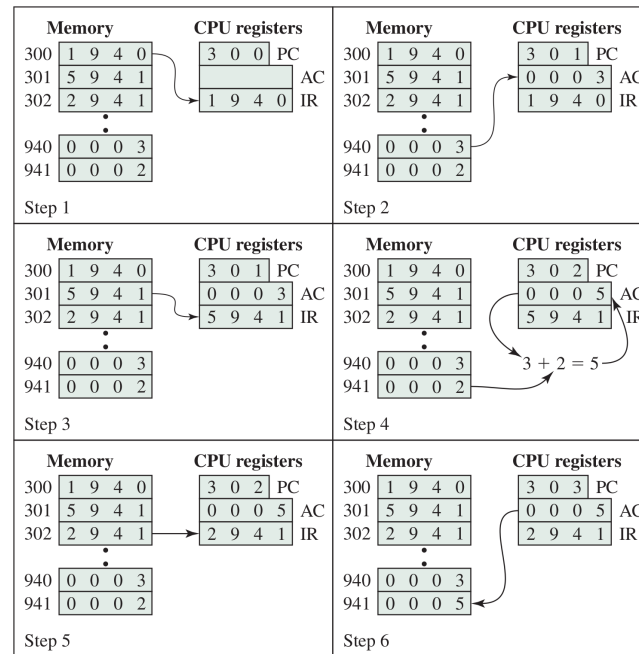 Memory CPU registers
300 1 9 4 0 3 0 0 PC
301 5 9 4 1 AC
302 2 9 4 1 1 9 4 0 IR
940 0 0 0 3
941 0 0 0 2
Step 1
Memory CPU registers
300 1 9 4 0 3 0 1 PC
301 5 9 4 1 0 0 0 3 AC
302 2 9 4 1 1 9 4 0 IR
940 0 0 0 3
941 0 0 0 2
Step 2
Memory CPU registers
300 1 9 4 0 3 0 1 PC
301 5 9 4 1 0 0 0 3 AC
302 2 9 4 1 5 9 4 1 IR
940 0 0 0 3
941 0 0 0 2
Step 3
Memory CPU registers
300 1 9 4 0 3 0 2 PC
301 5 9 4 1 0 0 0 5 AC
302 2 9 4 1 5 9 4 1 IR
940 0 0 0 3 3 + 2 = 5
941 0 0 0 2
Step 4
Memory CPU registers
300 1 9 4 0 3 0 2 PC
301 5 9 4 1 0 0 0 5 AC
302 2 9 4 1 2 9 4 1 IR
940 0 0 0 3
941 0 0 0 2
Step 5
Memory CPU registers
300 1 9 4 0 3 0 3 PC
301 5 9 4 1 0 0 0 5 AC
302 2 9 4 1 2 9 4 1 IR
940 0 0 0 3
941 0 0 0 5
Step 6